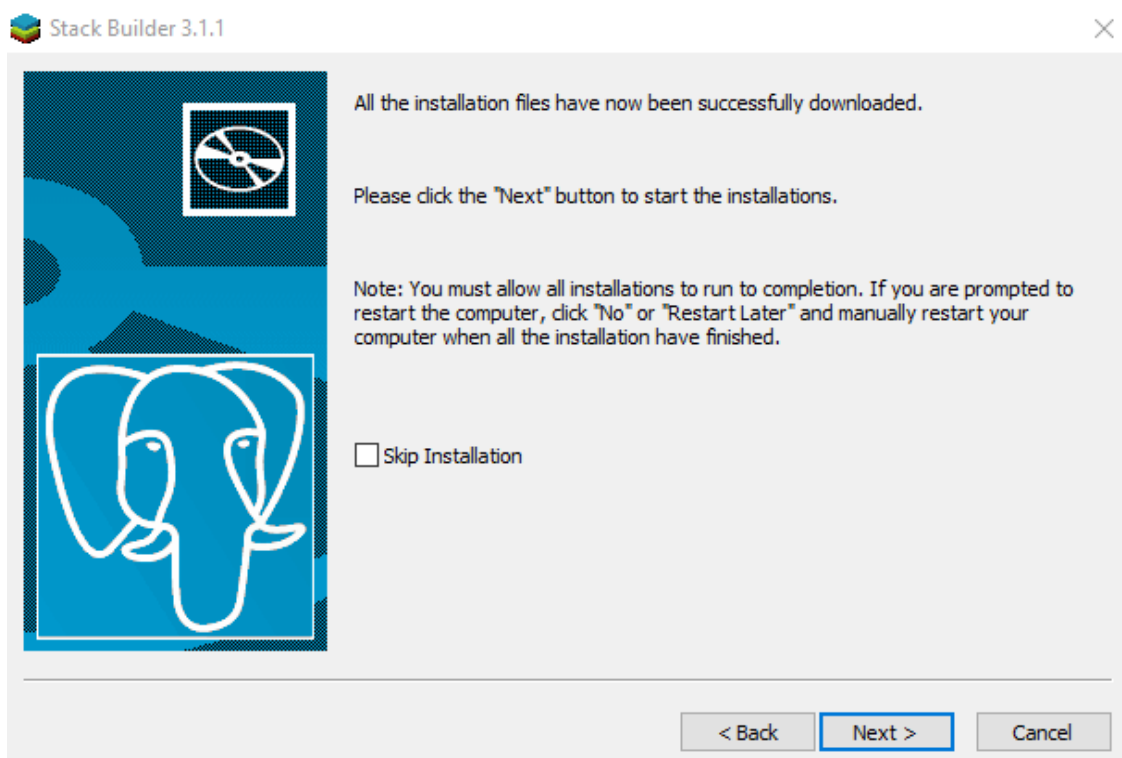 Stack Builder 3.1.1
All the installation files have now been successfully downloaded.
Please click the "Next" button to start the installations.
Note: You must allow all installations to run to completion. If you are prompted to
restart the computer, click "No" or "Restart Later" and manually restart your
computer when all the installation have finished.
Skip Installation
< Back
Next >
Cancel